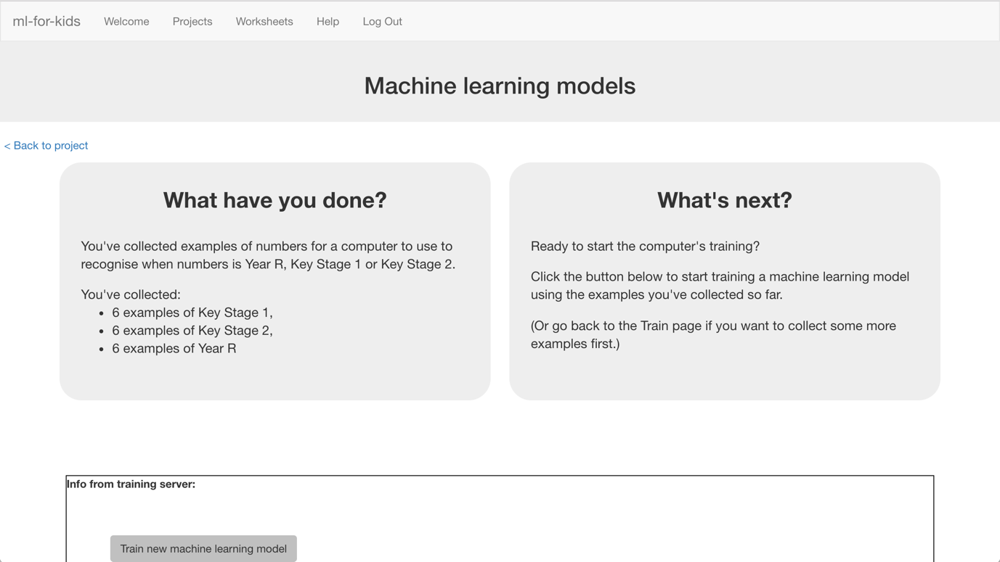 ml-for-kids Welcome Projects Worksheets Help Log Out
Machine learning models
< Back to project
What have you done?
You've collected examples of numbers for a computer to use to
recognise when numbers is Year R, Key Stage 1 or Key Stage 2.
You've collected:
• 6 examples of Key Stage 1,
• 6 examples of Key Stage 2,
• 6 examples of Year R
What's next?
Ready to start the computer's training?
Click the button below to start training a machine learning model
using the examples you've collected so far.
(Or go back to the Train page if you want to collect some more
examples first.)
Info from training server:
Train new machine learning model